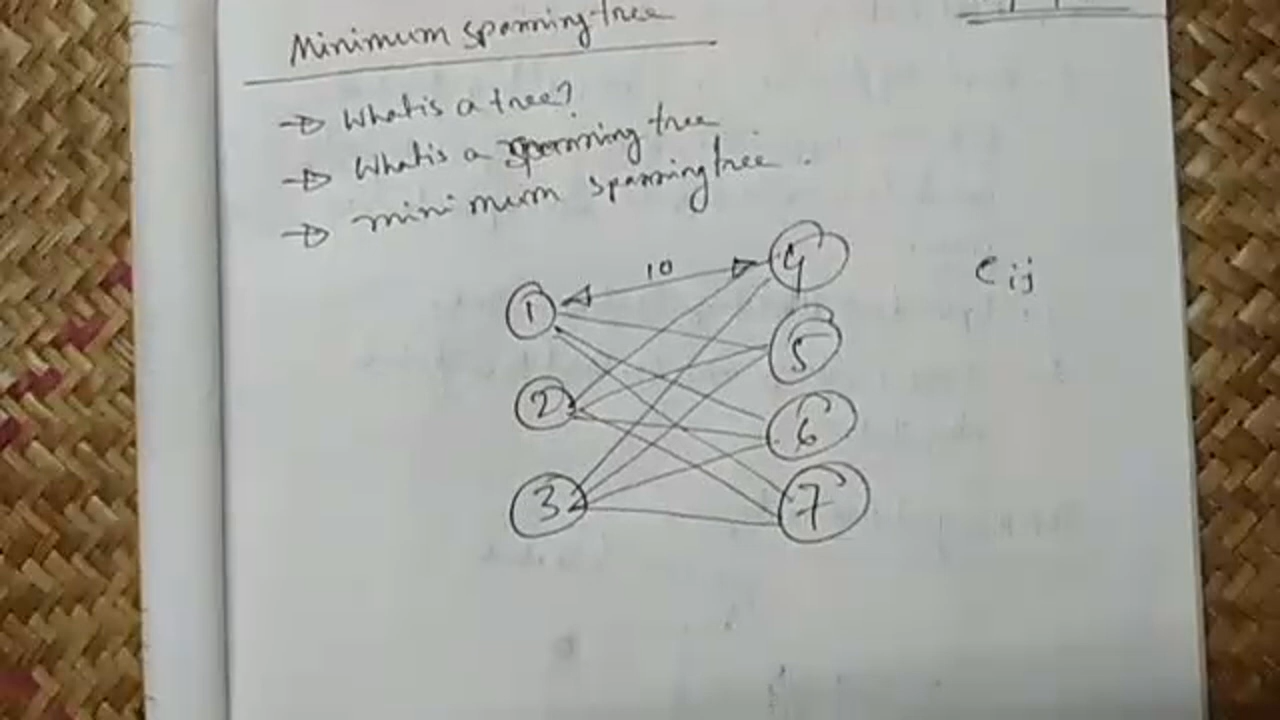 Minimum spanning tree
→ What is a tree?
→ What is a spanning tree
→ minimum spanning tree .
10
1
2
3
4
5
6
7
e ij